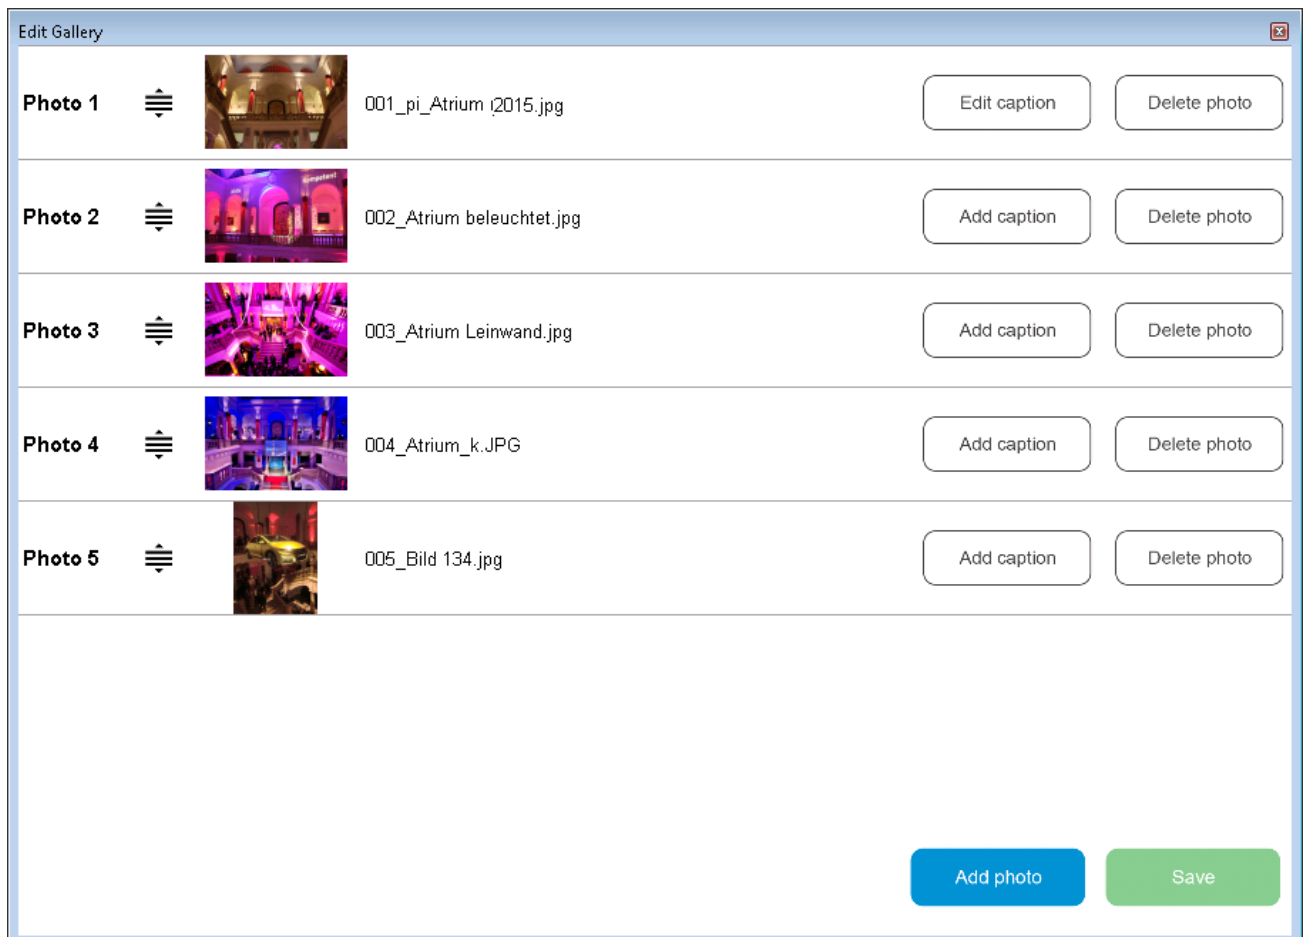 Edit Gallery
Photo 1 001_pi_Atrium 2015.jpg Edit caption Delete photo
Photo 2 002_Atrium beleuchtet.jpg Add caption Delete photo
Photo 3 003_Atrium Leinwand.jpg Add caption Delete photo
Photo 4 004_Atrium_k.JPG Add caption Delete photo
Photo 5 005_Bild 134.jpg Add caption Delete photo
Add photo Save